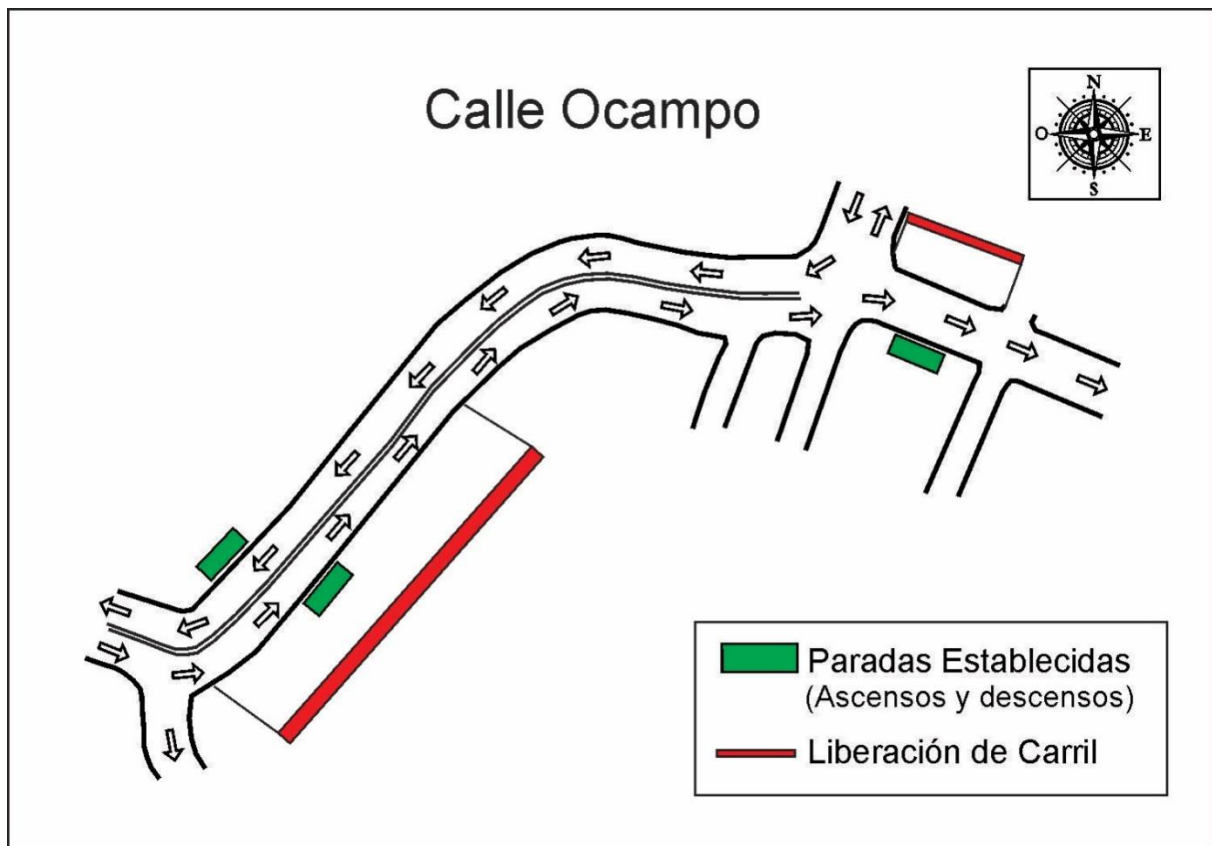 Calle Ocampo
N
O
E
S
Paradas Establecidas
(Ascensos y descensos)
Liberación de Carril